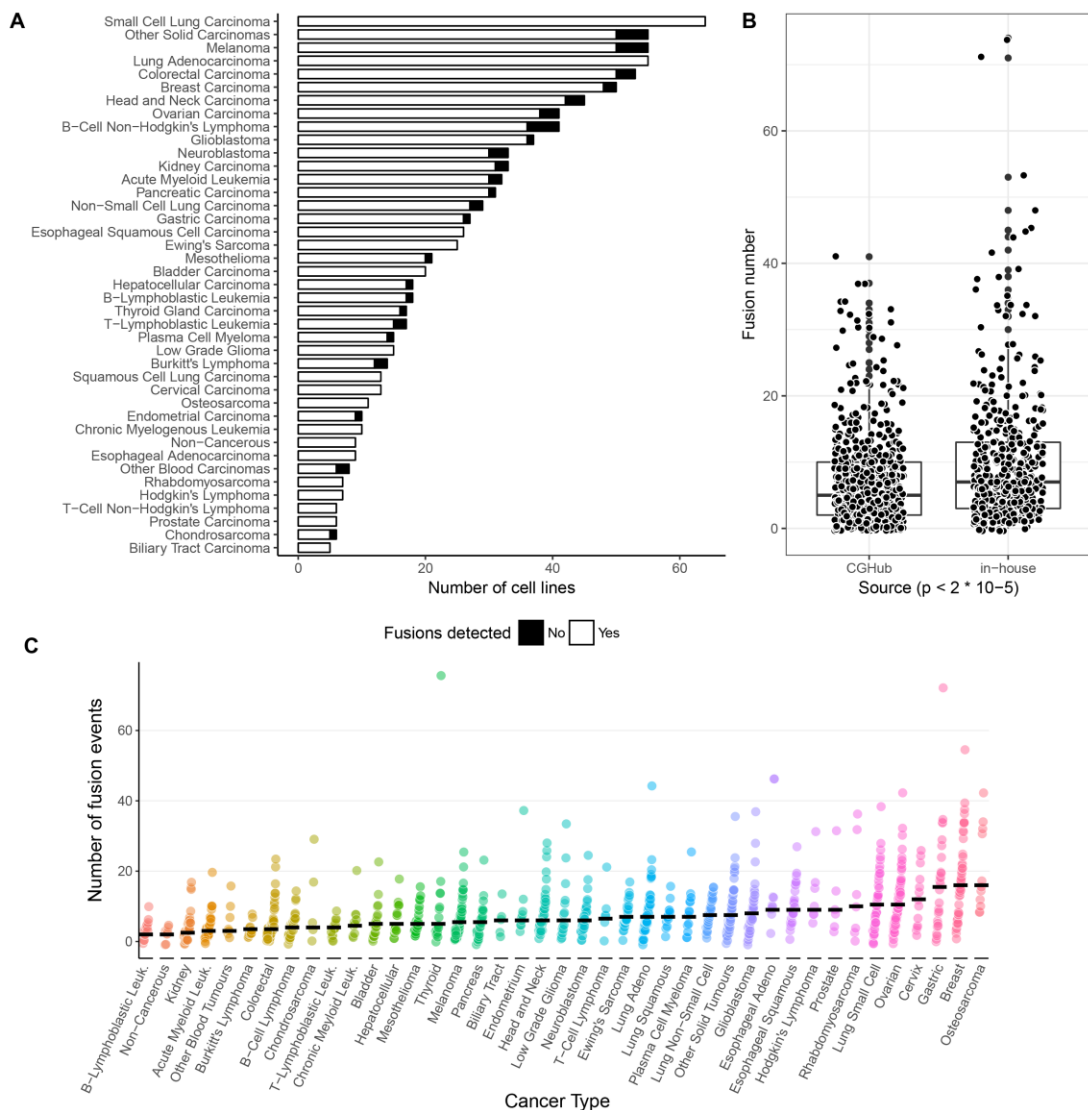 A
Small Cell Lung Carcinoma
Other Solid Carcinomas
Melanoma
Lung Adenocarcinoma
Colorectal Carcinoma
Breast Carcinoma
Head and Neck Carcinoma
Ovarian Carcinoma
B-Cell Non-Hodgkin's Lymphoma
Glioblastoma
Neuroblastoma
Kidney Carcinoma
Acute Myeloid Leukemia
Pancreatic Carcinoma
Non-Small Cell Lung Carcinoma
Gastric Carcinoma
Esophageal Squamous Cell Carcinoma
Ewing's Sarcoma
Mesothelioma
Bladder Carcinoma
Hepatocellular Carcinoma
B-Lymphoblastic Leukemia
Thyroid Gland Carcinoma
T-Lymphoblastic Leukemia
Plasma Cell Myeloma
Low Grade Glioma
Burkitt's Lymphoma
Squamous Cell Lung Carcinoma
Cervical Carcinoma
Osteosarcoma
Endometrial Carcinoma
Chronic Myelogenous Leukemia
Non-Cancerous
Esophageal Adenocarcinoma
Other Blood Carcinomas
Rhabdomyosarcoma
Hodgkin's Lymphoma
T-Cell Non-Hodgkin's Lymphoma
Prostate Carcinoma
Chondrosarcoma
Biliary Tract Carcinoma
0 20 40 60
Number of cell lines
Fusions detected No Yes
B
Fusion number
60
40
20
0
CGHub in-house
Source (p < 2 * 10-5)
C
Number of fusion events
60
40
20
0
B-Lymphoblastic Leuk.
Non-Cancerous
Kidney
Acute Myeloid Leuk.
Other Blood Tumours
Burkitt's Lymphoma
Colorectal
B-Cell Lymphoma
Chondrosarcoma
T-Lymphoblastic Leuk.
Chronic Meyloid Leuk.
Bladder
Hepatocellular
Mesothelioma
Thyroid
Melanoma
Pancreas
Biliary Tract
Endometrium
Head and Neck
Low Grade Glioma
Neuroblastoma
T-Cell Lymphoma
Ewing's Sarcoma
Lung Adeno
Lung Squamous
Plasma Cell Myeloma
Lung Non-Small Cell
Other Solid Tumours
Glioblastoma
Esophageal Adeno
Esophageal Squamous
Hodgkin's Lymphoma
Prostate
Rhabdomyosarcoma
Lung Small Cell
Ovarian
Cervix
Gastric
Breast
Osteosarcoma
Cancer Type